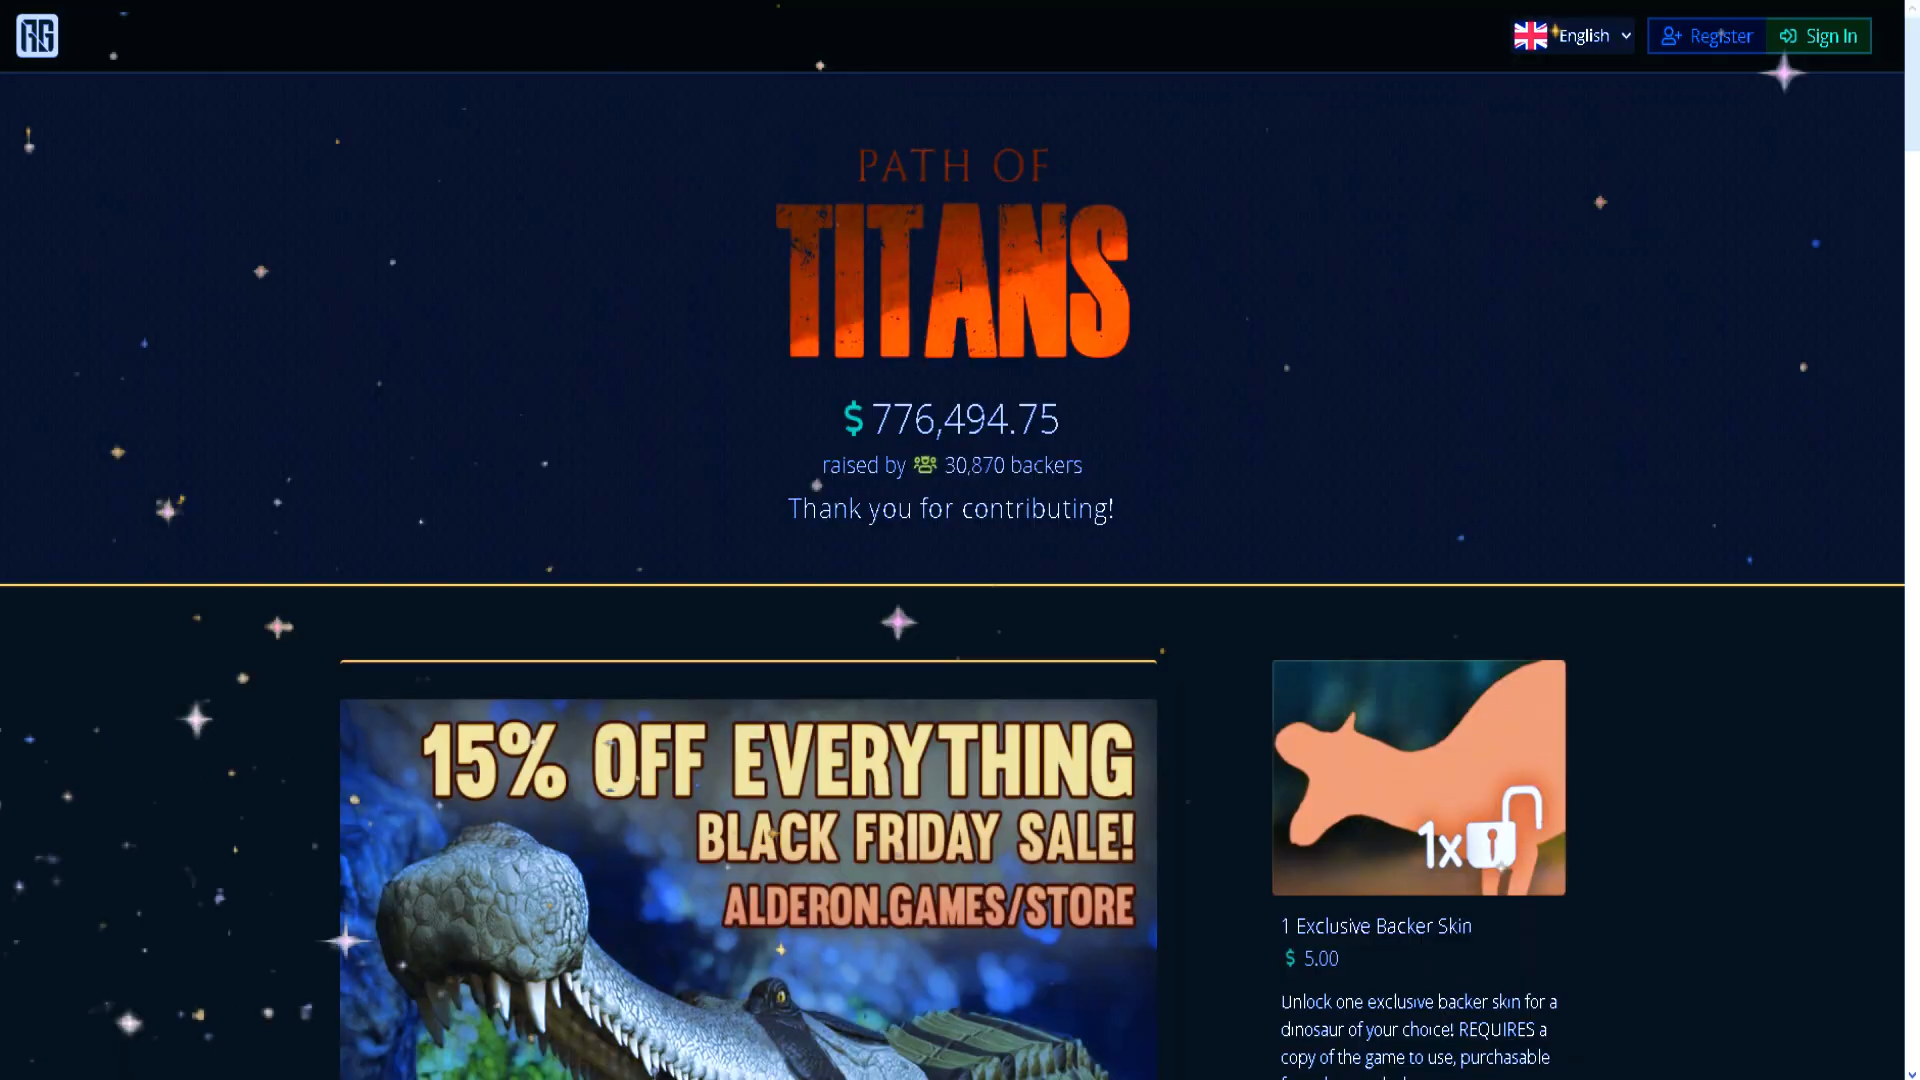 English
Register
Sign In
PATH OF
TITANS
$ 776,494.75
raised by 30,870 backers
Thank you for contributing!
15% OFF EVERYTHING
BLACK FRIDAY SALE!
ALDERON.GAMES/STORE
1x
1 Exclusive Backer Skin
$ 5.00
Unlock one exclusive backer skin for a
dinosaur of your choice! REQUIRES a
copy of the game to use, purchasable